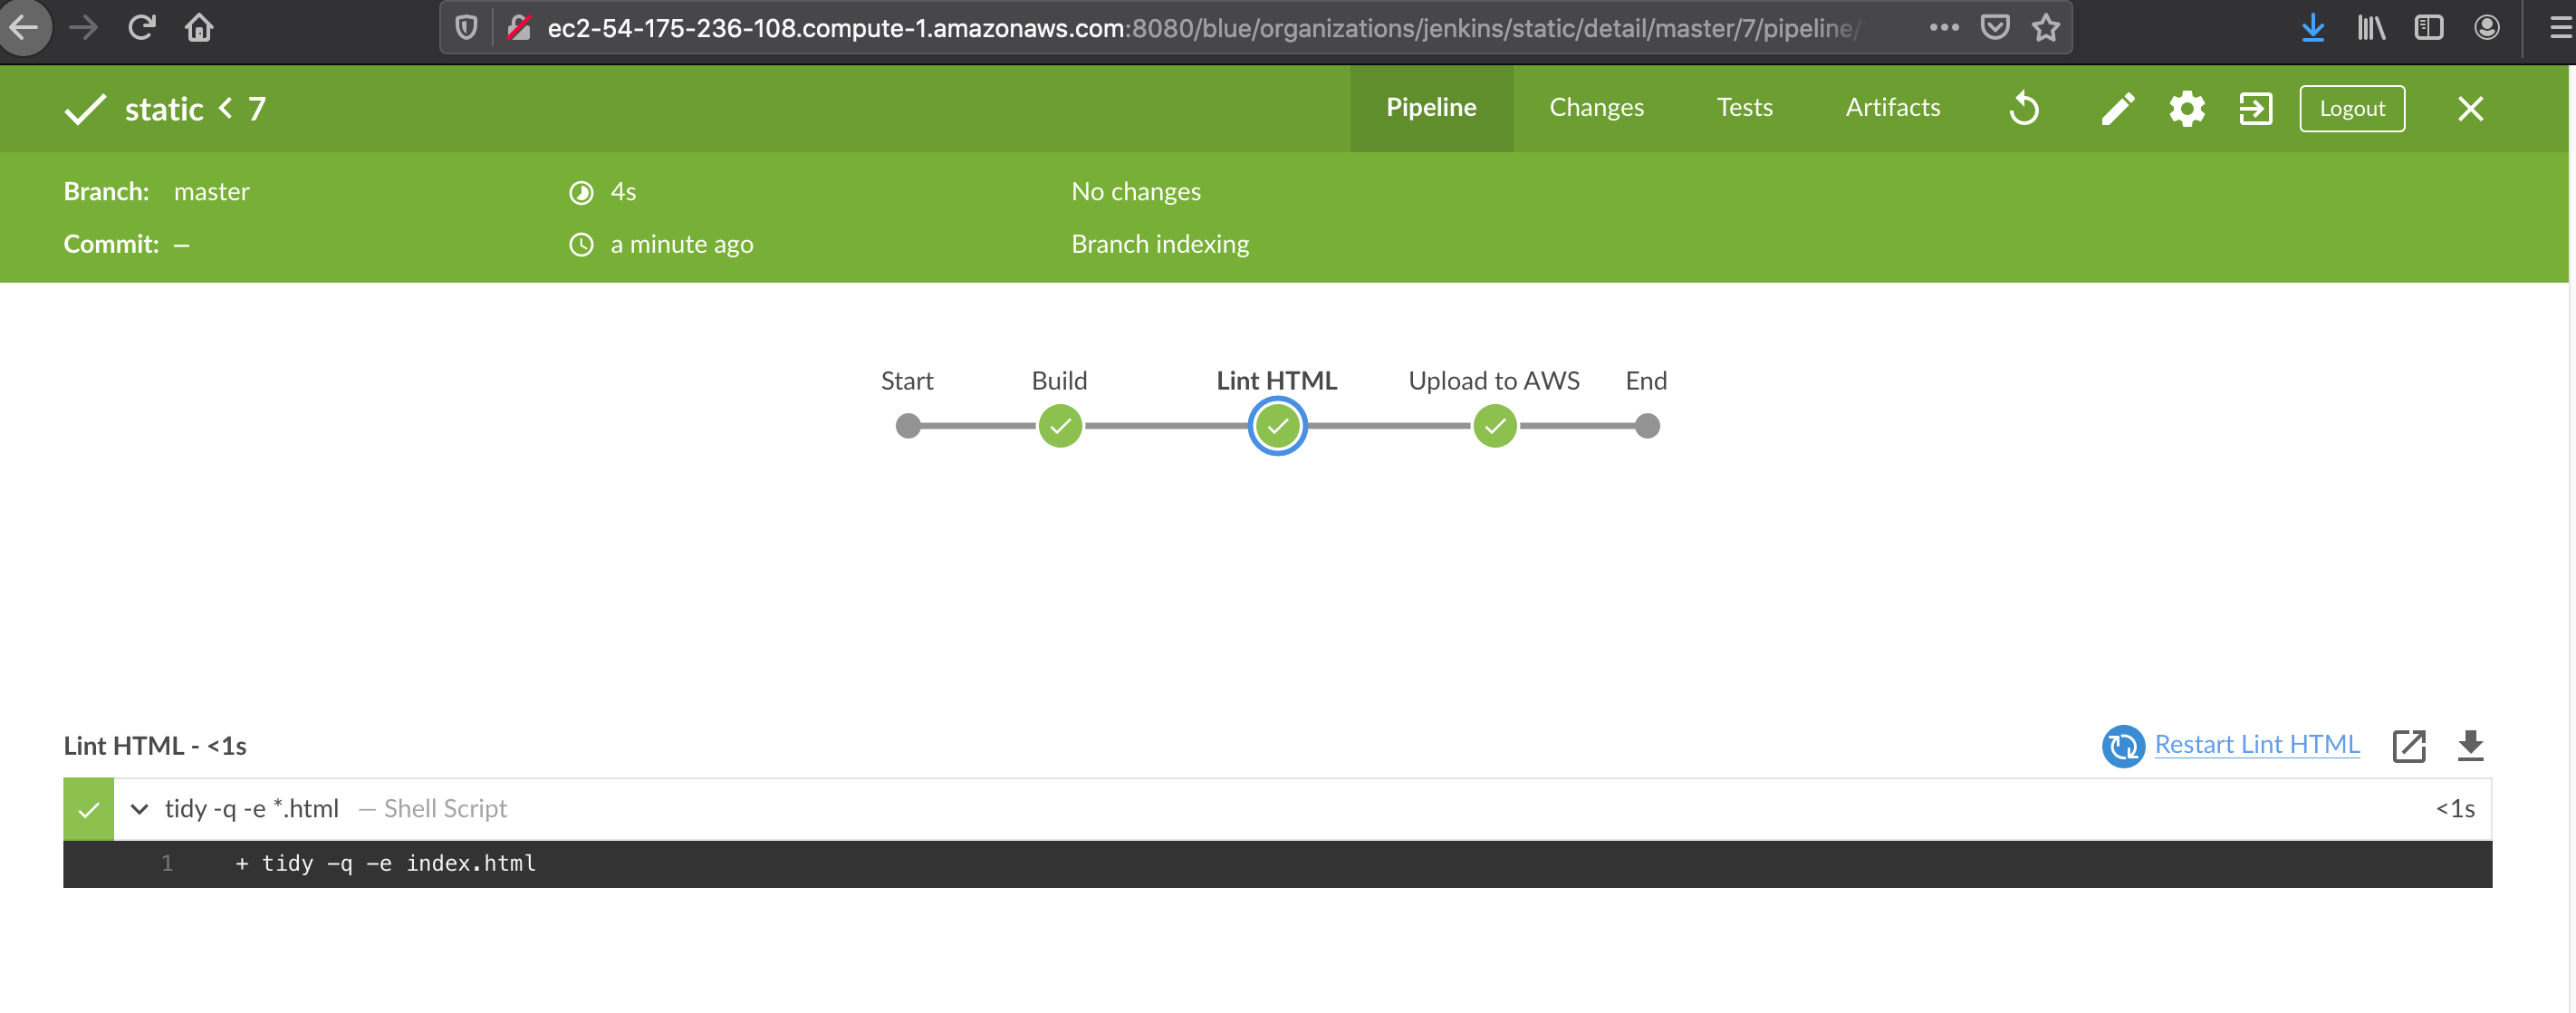 ec2-54-175-236-108.compute-1.amazonaws.com:8080/blue/organizations/jenkins/static/detail/master/7/pipeline/
static < 7
Pipeline
Changes
Tests
Artifacts
Logout
Branch: master
4s
No changes
Commit: —
a minute ago
Branch indexing
Start
Build
Lint HTML
Upload to AWS
End
Lint HTML - <1s
Restart Lint HTML
tidy -q -e *.html — Shell Script
<1s
1 + tidy -q -e index.html